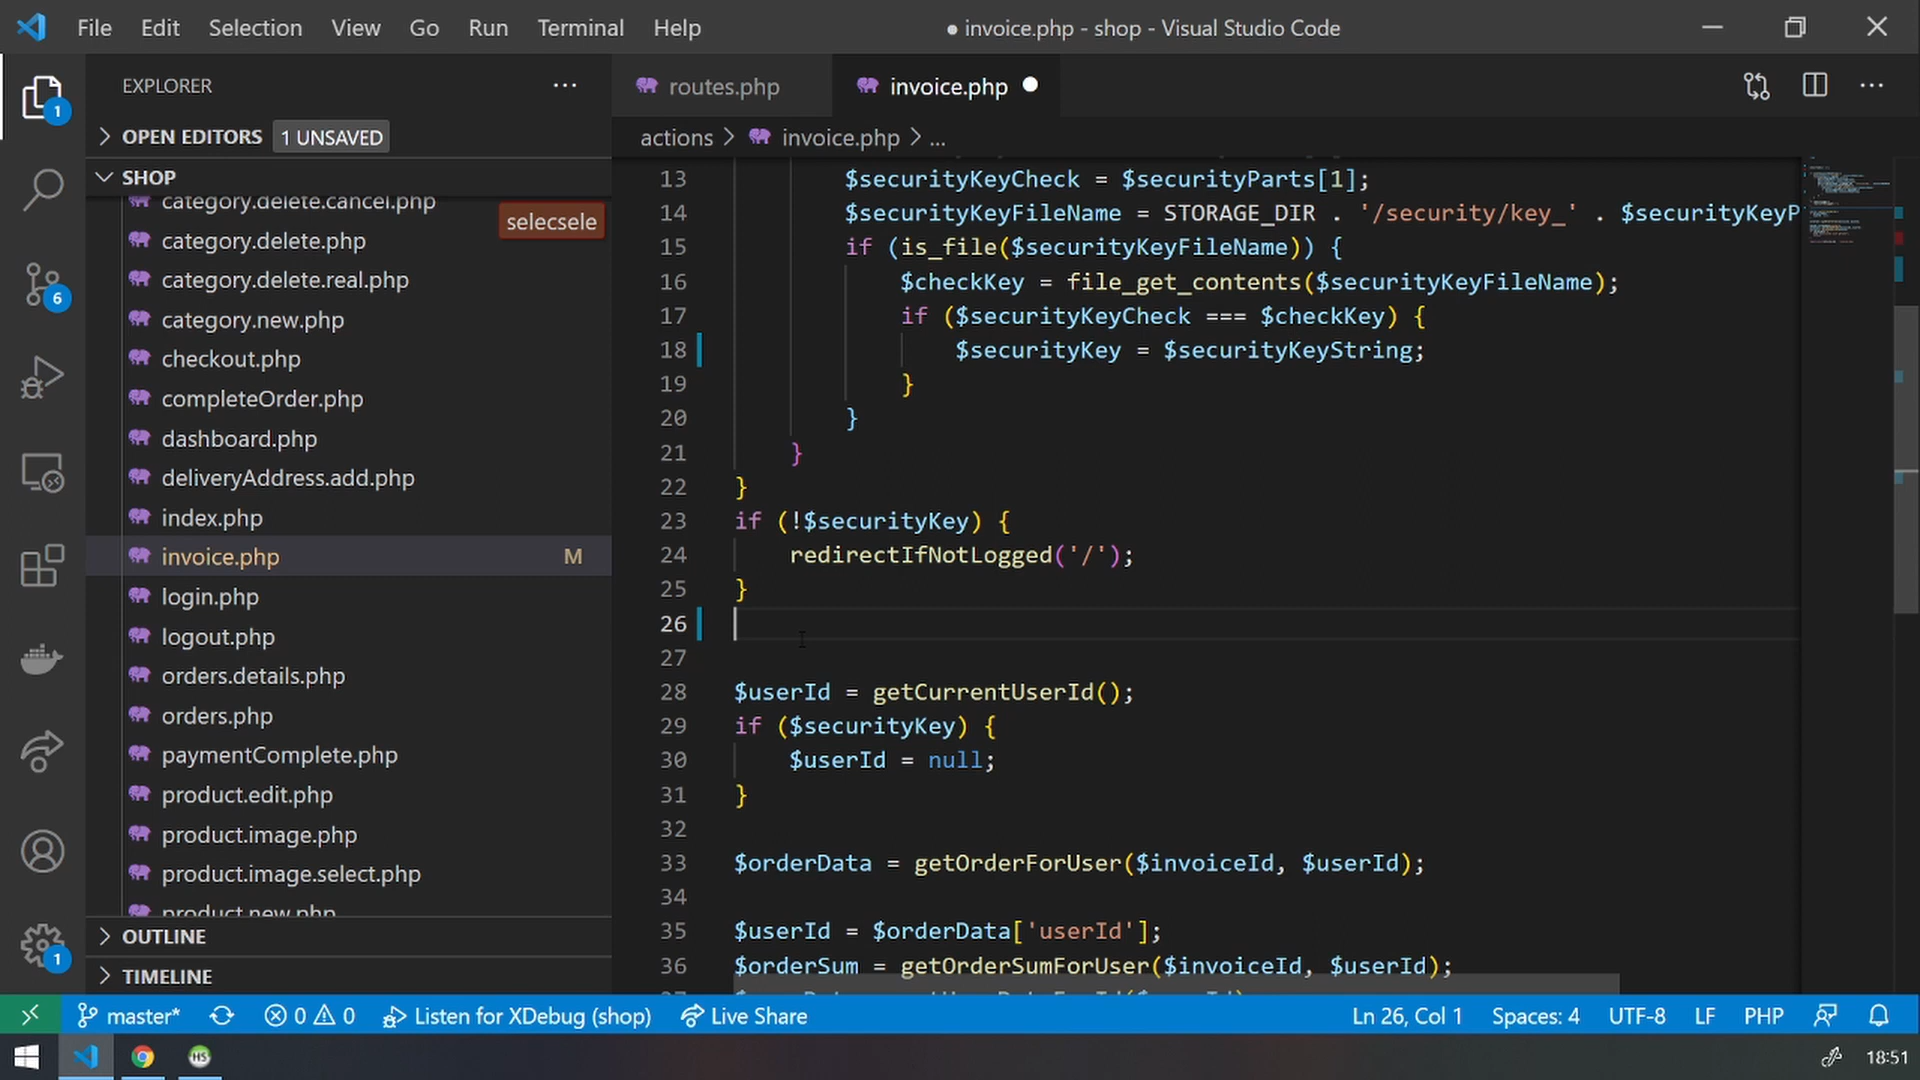 File Edit Selection View Go Run Terminal Help
● invoice.php - shop - Visual Studio Code
EXPLORER
OPEN EDITORS 1 UNSAVED
SHOP
category.delete.cancel.php
selecsele
category.delete.php
category.delete.real.php
category.new.php
checkout.php
completeOrder.php
dashboard.php
deliveryAddress.add.php
index.php
invoice.php M
login.php
logout.php
orders.details.php
orders.php
paymentComplete.php
product.edit.php
product.image.php
product.image.select.php
product.new.php
OUTLINE
TIMELINE
1
6
1
routes.php invoice.php
actions > invoice.php > ...
13 $securityKeyCheck = $securityParts[1];
14 $securityKeyFileName = STORAGE_DIR . '/security/key_' . $securityKeyP
15 if (is_file($securityKeyFileName)) {
16 $checkKey = file_get_contents($securityKeyFileName);
17 if ($securityKeyCheck === $checkKey) {
18 $securityKey = $securityKeyString;
19 }
20 }
21 }
22 }
23 if (!$securityKey) {
24 redirectIfNotLogged('/');
25 }
26
27
28 $userId = getCurrentUserId();
29 if ($securityKey) {
30 $userId = null;
31 }
32
33 $orderData = getOrderForUser($invoiceId, $userId);
34
35 $userId = $orderData['userId'];
36 $orderSum = getOrderSumForUser($invoiceId, $userId);
master* 0 0 Listen for XDebug (shop) Live Share Ln 26, Col 1 Spaces: 4 UTF-8 LF PHP
HS
18:51